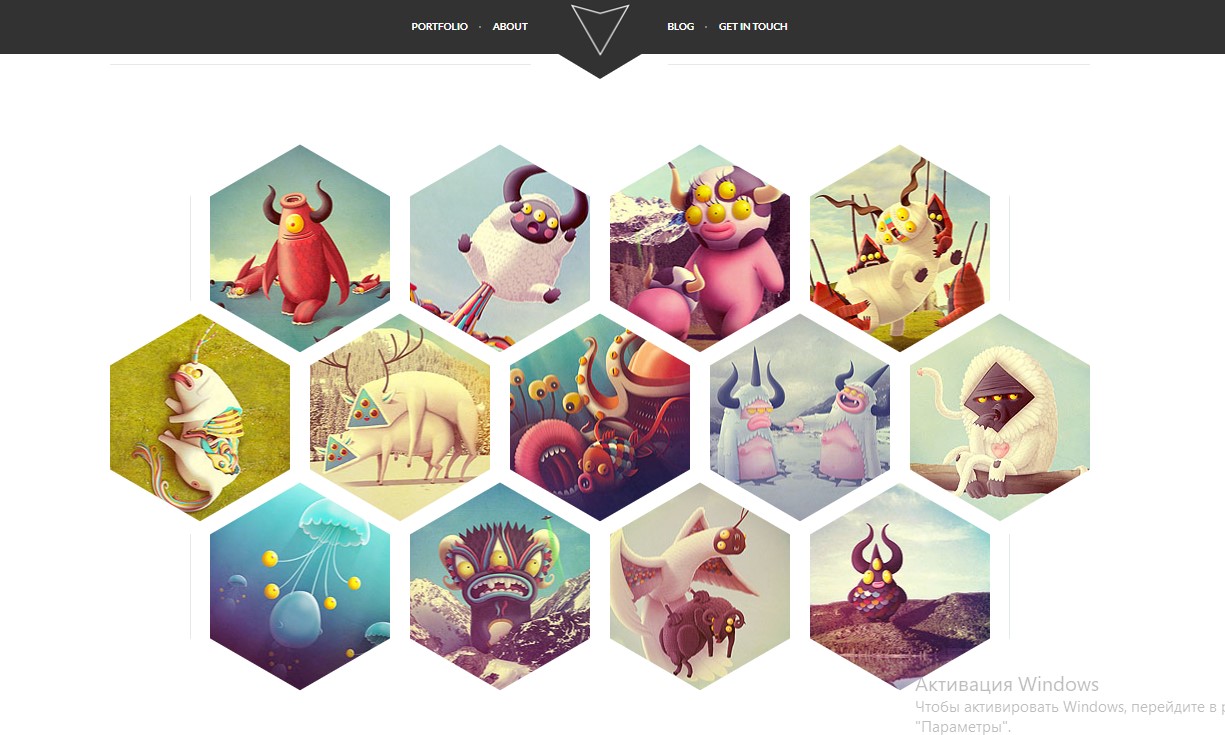 PORTFOLIO · ABOUT BLOG · GET IN TOUCH
Активация Windows
Чтобы активировать Windows, перейдите в
"Параметры".